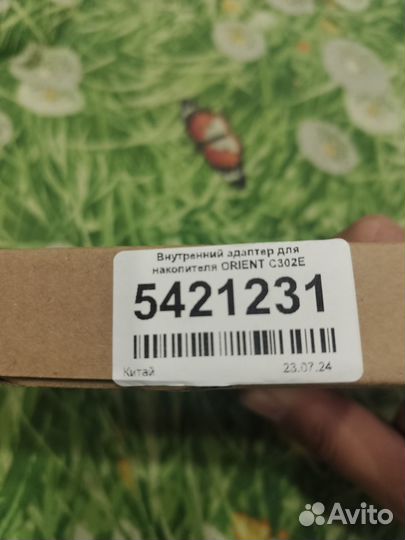 Внутренний адаптер для
накопителя ORIENT C302E
5421231
Китай
23.07.24
Avito